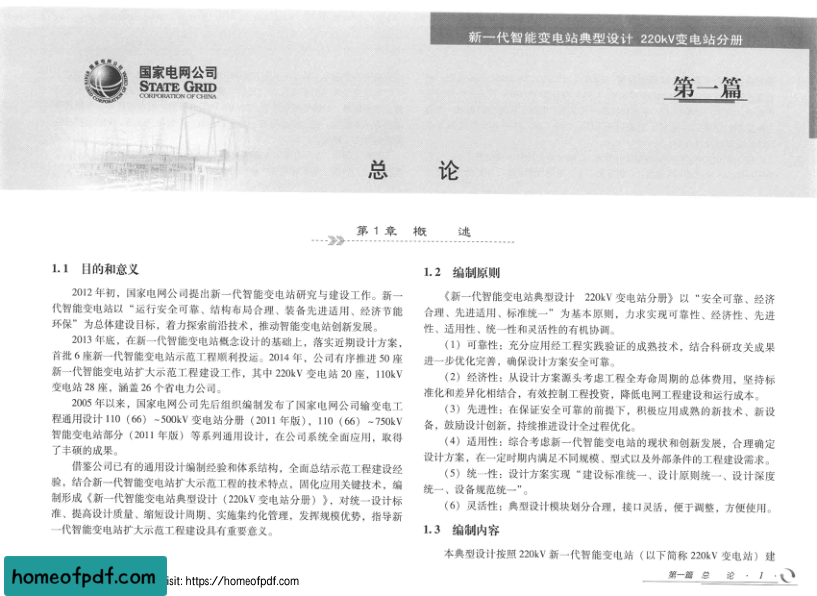 新一代智能变电站典型设计 220kV变电站分册
国家电网公司
STATE GRID
CORPORATION OF CHINA
第一篇
总 论
第 1 章 概 述
1.1 目的和意义
2012 年初，国家电网公司提出新一代智能变电站研究与建设工作。新一
代智能变电站以“运行安全可靠、结构布局合理、装备先进适用、经济节能
环保”为总体建设目标，着力探索前沿技术，推动智能变电站创新发展。
2013 年底，在新一代智能变电站概念设计的基础上，落实近期设计方案，
首批 6 座新一代智能变电站示范工程顺利投运。2014 年，公司有序推进 50 座
新一代智能变电站扩大示范工程建设工作，其中 220kV 变电站 20 座，110kV
变电站 28 座，涵盖 26 个省电力公司。
2005 年以来，国家电网公司先后组织编制发布了国家电网公司输变电工
程通用设计 110（66）～500kV 变电站分册（2011 年版），110（66）～750kV
智能变电站部分（2011 年版）等系列通用设计，在公司系统全面应用，取得
了丰硕的成果。
借鉴公司已有的通用设计编制经验和体系结构，全面总结示范工程建设经
验，结合新一代智能变电站扩大示范工程的技术特点，固化应用关键技术，编
制形成《新一代智能变电站典型设计（220kV 变电站分册）》，对统一设计标
准、提高设计质量、缩短设计周期、实施集约化管理，发挥规模优势，指导新
一代智能变电站扩大示范工程建设具有重要意义。
1.2 编制原则
《新一代智能变电站典型设计 220kV 变电站分册》以“安全可靠、经济
合理、先进适用、标准统一”为基本原则，力求实现可靠性、经济性、先进
性、适用性、统一性和灵活性的有机协调。
（1）可靠性：充分应用经工程实践验证的成熟技术，结合科研攻关成果
进一步优化完善，确保设计方案安全可靠。
（2）经济性：从设计方案源头考虑工程全寿命周期的总体费用，坚持标
准化和差异化相结合，有效控制工程投资，降低电网工程建设和运行成本。
（3）先进性：在保证安全可靠的前提下，积极应用成熟的新技术、新设
备，鼓励设计创新，持续推进设计全过程优化。
（4）适用性：综合考虑新一代智能变电站的现状和创新发展，合理确定
设计方案，在一定时期内满足不同规模、型式以及外部条件的工程建设需求。
（5）统一性：设计方案实现“建设标准统一、设计原则统一、设计深度
统一、设备规范统一”。
（6）灵活性：典型设计模块划分合理，接口灵活，便于调整，方便使用。
1.3 编制内容
本典型设计按照 220kV 新一代智能变电站（以下简称 220kV 变电站）建
第一篇 总 论 · 1 ·
homeofpdf.com
isit: https://homeofpdf.com